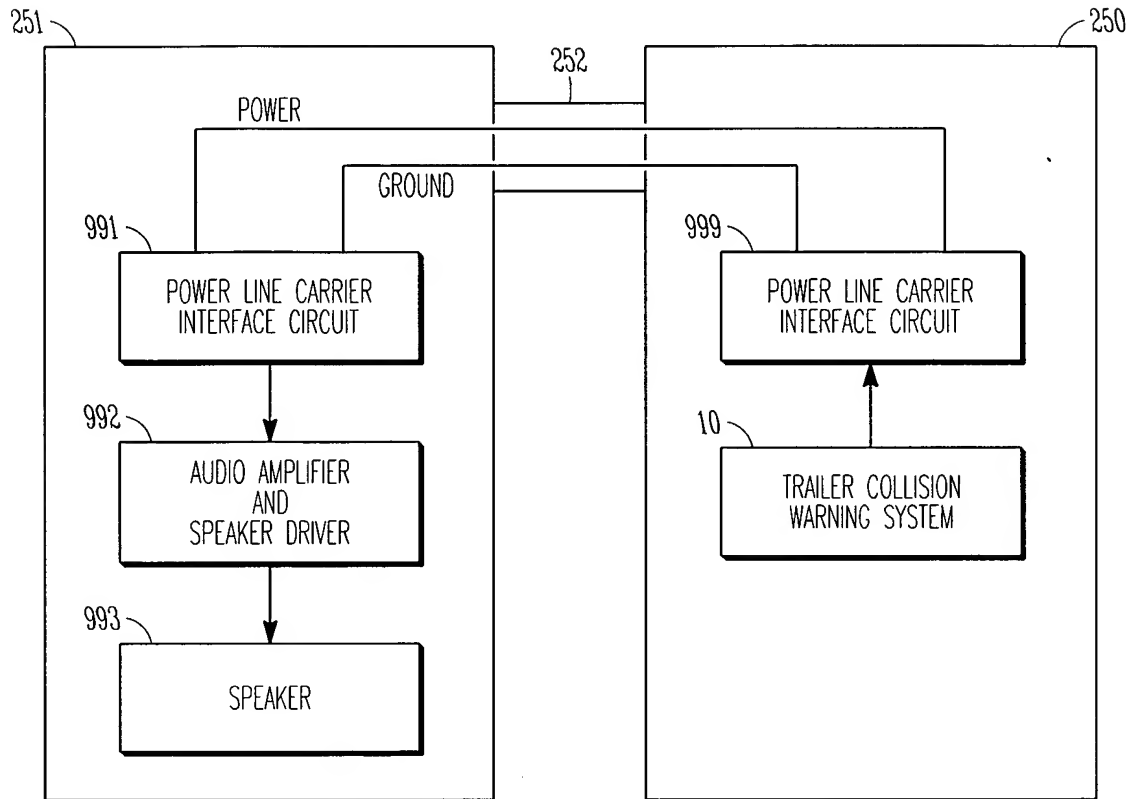 251
250
252
POWER
GROUND
991
999
POWER LINE CARRIER
INTERFACE CIRCUIT
POWER LINE CARRIER
INTERFACE CIRCUIT
992
10
AUDIO AMPLIFIER
AND
SPEAKER DRIVER
TRAILER COLLISION
WARNING SYSTEM
993
SPEAKER